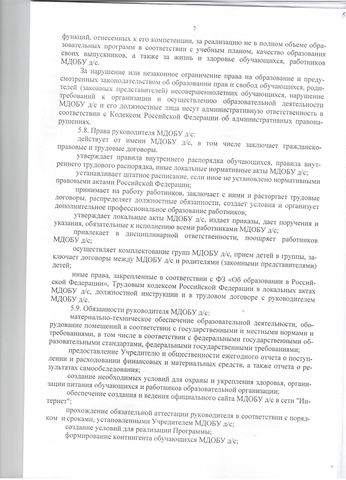 7
функций, отнесенных к его компетенции, за реализацию не в полном объеме обра-
зовательных программ в соответствии с учебным планом, качество образования
своих выпускников, а также за жизнь и здоровье обучающихся, работников
МДОБУ д/с.
За нарушение или незаконное ограничение права на образование и преду-
смотренных законодательством об образовании прав и свобод обучающихся, роди-
телей (законных представителей) несовершеннолетних обучающихся, нарушение
требований к организации и осуществлению образовательной деятельности
МДОБУ д/с и его должностные лица несут административную ответственность в
соответствии с Кодексом Российской Федерации об административных правона-
рушениях.
5.8. Права руководителя МДОБУ д/с:
действует от имени МДОБУ д/с, в том числе заключает гражданско-
правовые и трудовые договоры.
утверждает правила внутреннего распорядка обучающихся, правила внут-
реннего трудового распорядка, иные локальные нормативные акты МДОБУ д/с;
устанавливает штатное расписание, если иное не установлено нормативными
правовыми актами Российской Федерации;
принимает на работу работников, заключает с ними и расторгает трудовые
договоры, распределяет должностные обязанности, создает условия и организует
дополнительное профессиональное образование работников;
утверждает локальные акты МДОБУ д/с, издает приказы, дает поручения и
указания, обязательные к исполнению всеми работниками МДОБУ д/с;
привлекает к дисциплинарной ответственности, поощряет работников
МДОБУ д/с;
осуществляет комплектование групп МДОБУ д/с, прием детей в группы, за-
ключает договоры между МДОБУ д/с и родителями (законными представителями)
детей;
иные права, закрепленные в соответствии с ФЗ «Об образовании в Россий-
ской Федерации», Трудовым кодексом Российской Федерации в локальных актах
МДОБУ д/с, должностной инструкции и в трудовом договоре с руководителем
МДОБУ д/с.
5.9. Обязанности руководителя МДОБУ д/с:
материально-техническое обеспечение образовательной деятельности, обо-
рудование помещений в соответствии с государственными и местными нормами и
требованиями, в том числе в соответствии с федеральными государственными об-
разовательными стандартами, федеральными государственными требованиями;
предоставление Учредителю и общественности ежегодного отчета о поступ-
лении и расходовании финансовых и материальных средств, а также отчета о ре-
зультатах самообследования;
создание необходимых условий для охраны и укрепления здоровья, органи-
зации питания обучающихся и работников образовательной организации;
обеспечение создания и ведения официального сайта МДОБУ д/с в сети "Ин-
тернет";
прохождение обязательной аттестации руководителя в соответствии с поряд-
ком и сроками, установленными Учредителем МДОБУ д/с;
создание условий для реализации Программы;
формирование контингента обучающихся МДОБУ д/с;